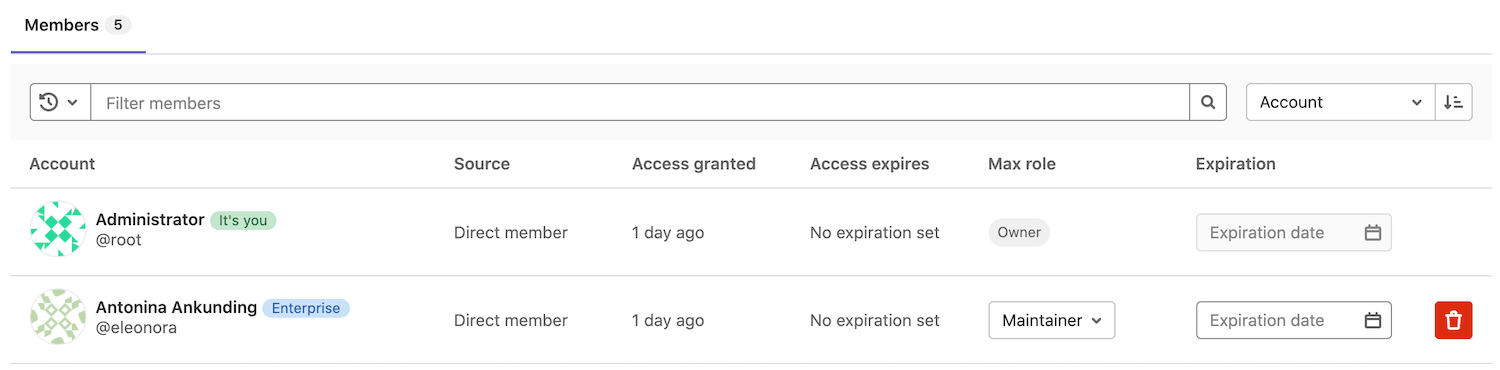 Members 5
Filter members Account
Account Source Access granted Access expires Max role Expiration
Administrator It's you
@root Direct member 1 day ago No expiration set Owner Expiration date
Antonina Ankunding Enterprise
@eleonora Direct member 1 day ago No expiration set Maintainer Expiration date